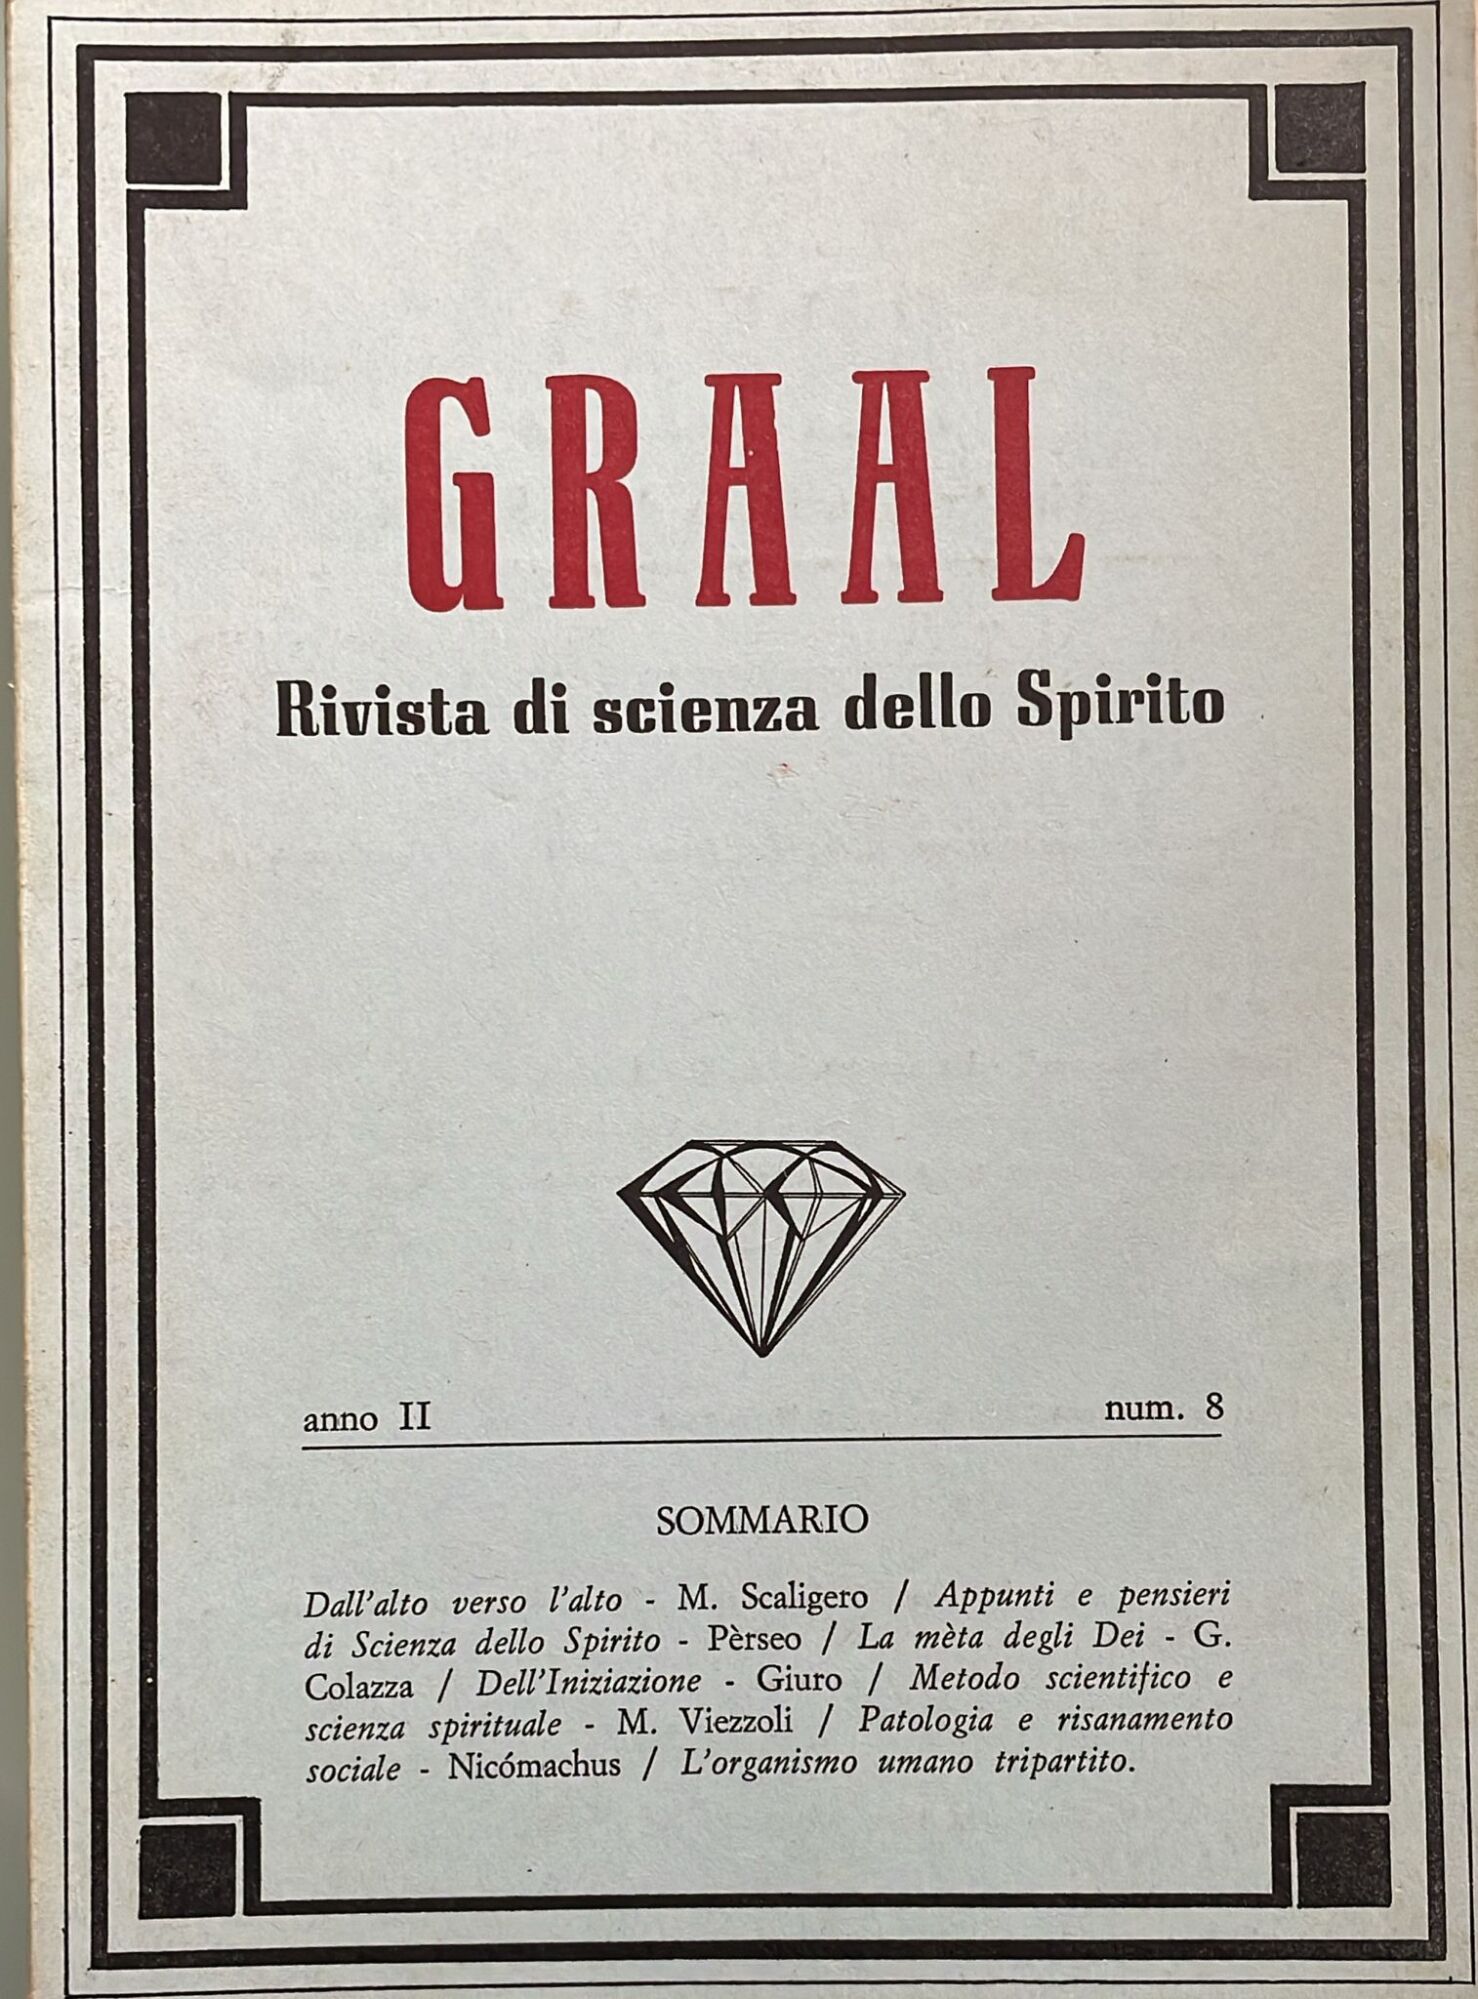 GRAAL
Rivista di scienza dello Spirito
anno II num. 8
SOMMARIO
Dall'alto verso l'alto - M. Scaligero / Appunti e pensieri
di Scienza dello Spirito - Pèrseo / La mèta degli Dei - G.
Colazza / Dell'Iniziazione - Giuro / Metodo scientifico e
scienza spirituale - M. Viezzoli / Patologia e risanamento
sociale - Nicómachus / L'organismo umano tripartito.